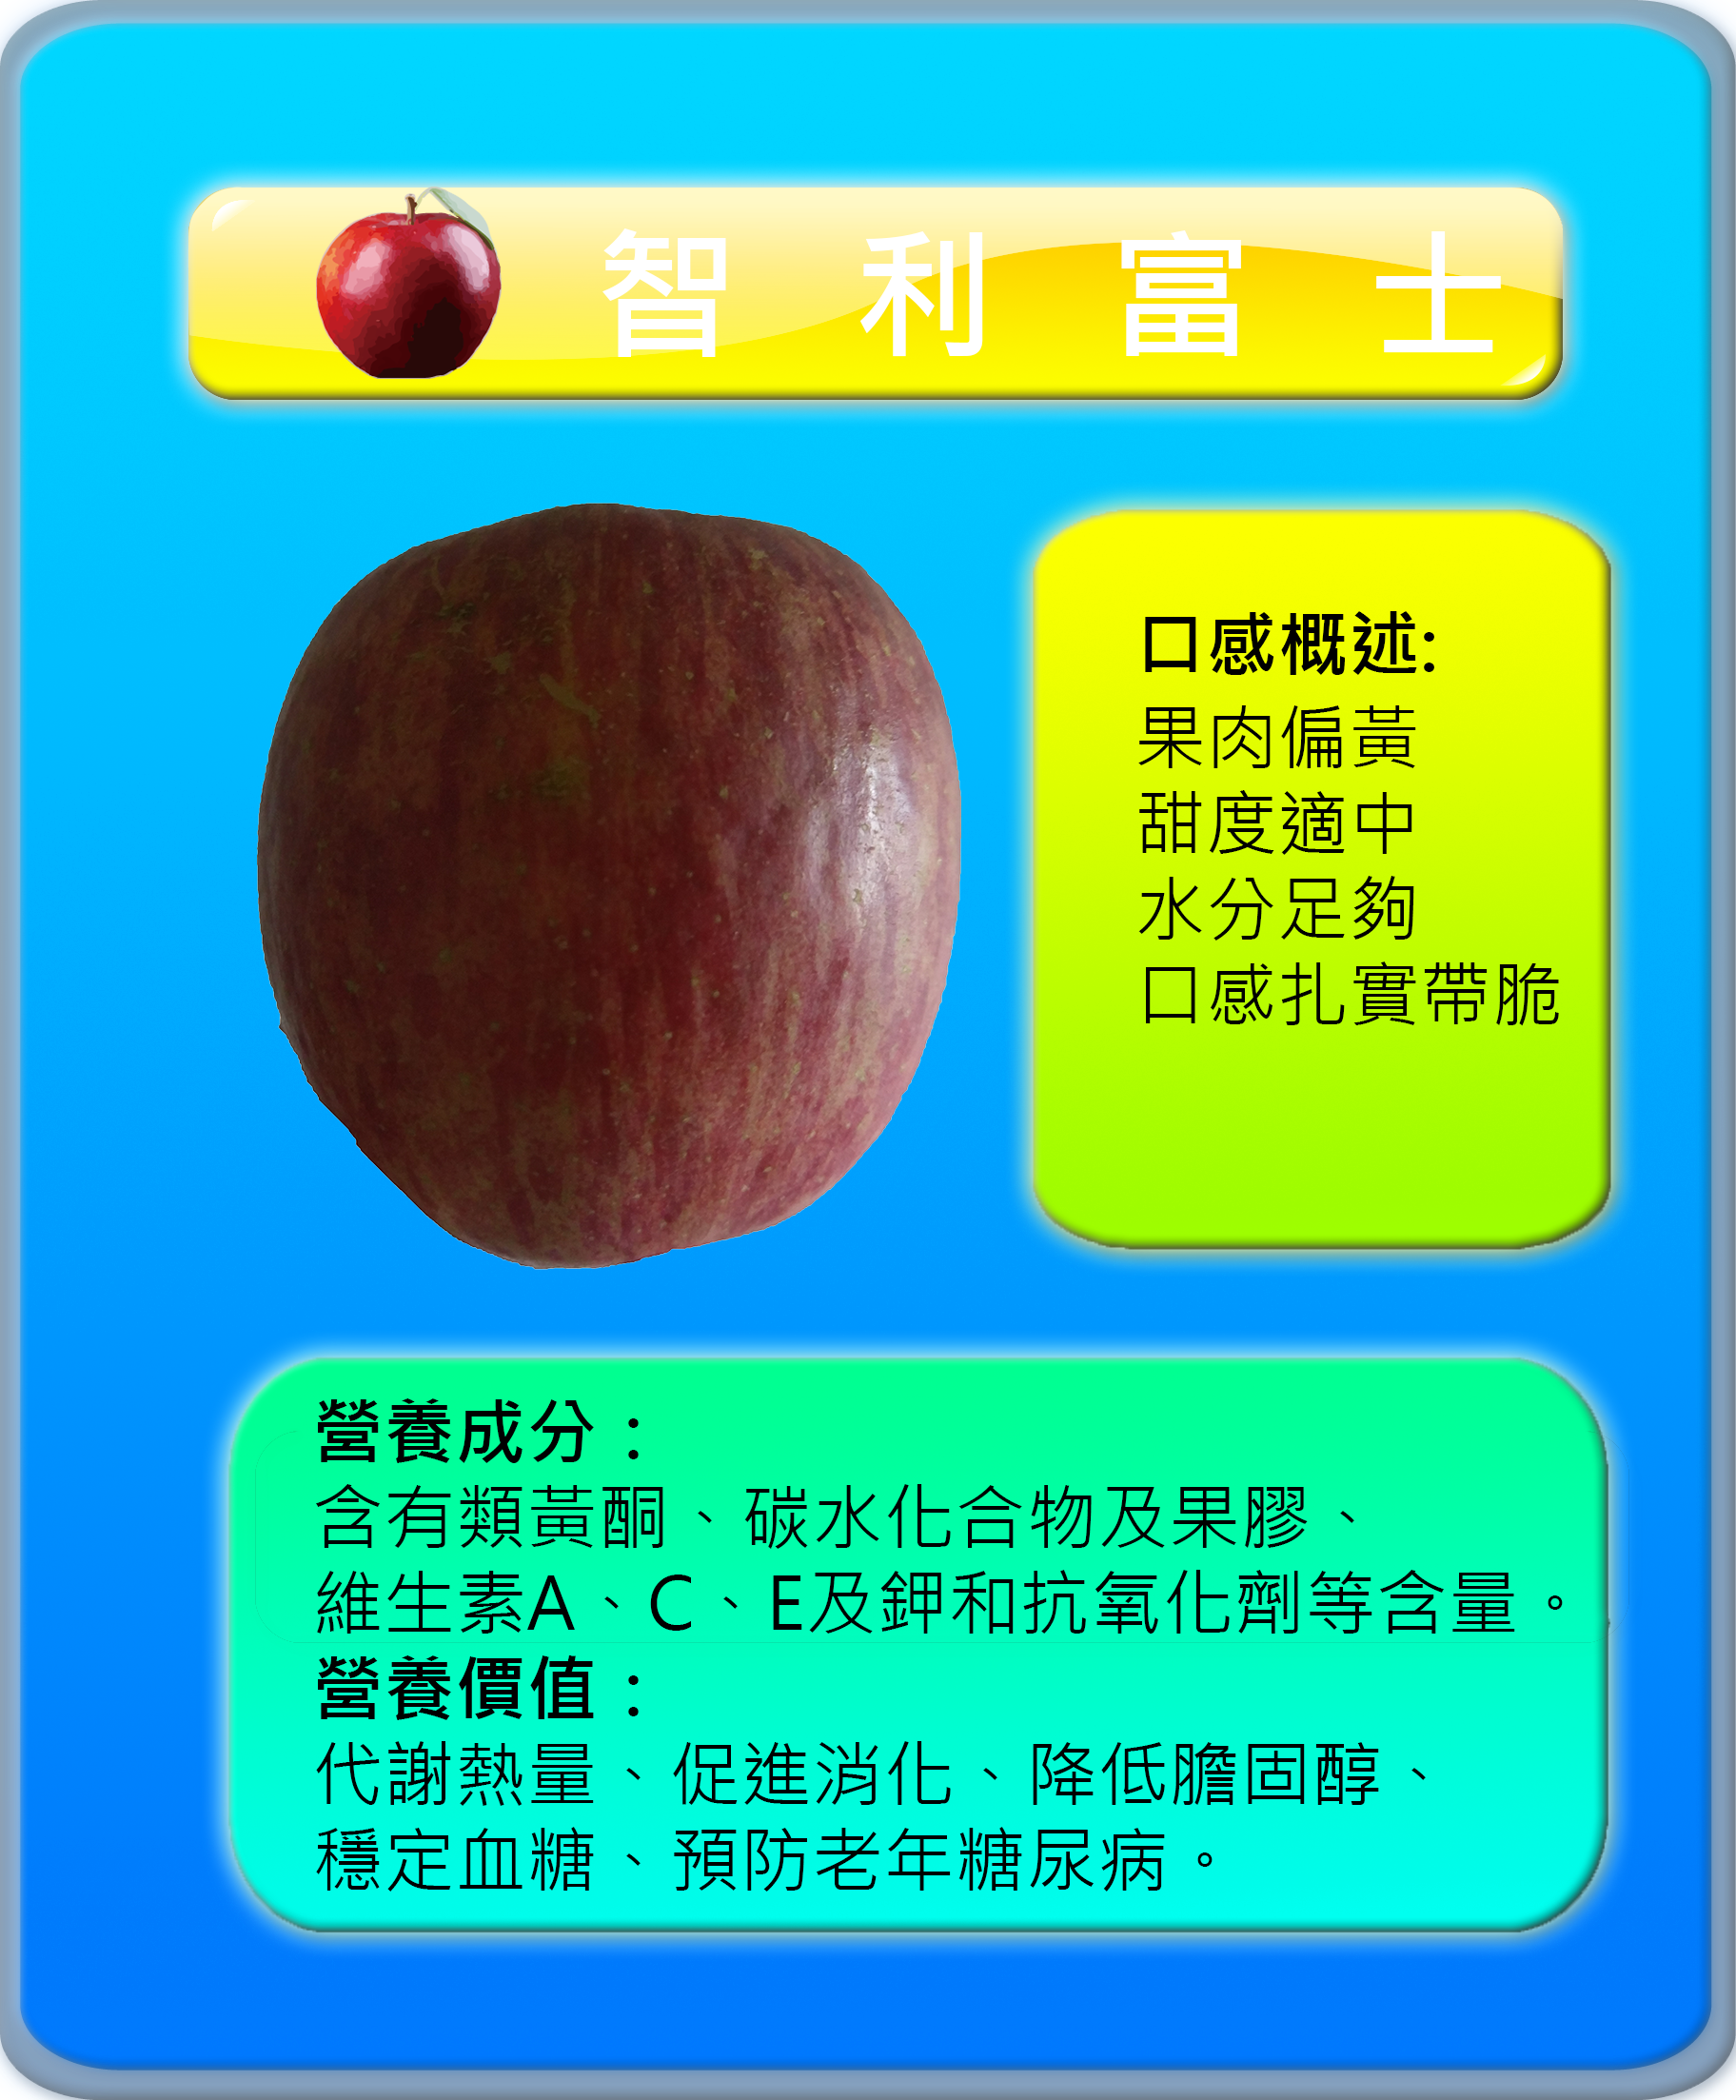 智利富士
口感概述:
果肉偏黃
甜度適中
水分足夠
口感扎實帶脆
營養成分：
含有類黃酮、碳水化合物及果膠、
維生素A、C、E及鉀和抗氧化劑等含量。
營養價值：
代謝熱量、促進消化、降低膽固醇、
穩定血糖、預防老年糖尿病。